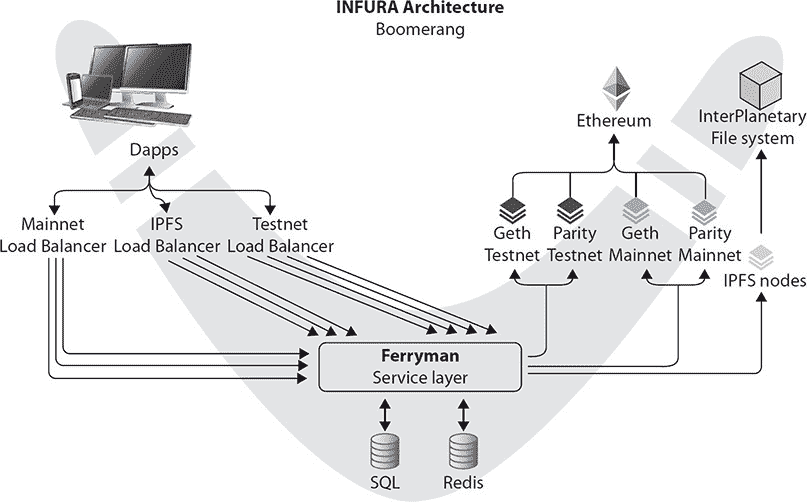 INFURA Architecture
Boomerang
Dapps
Mainnet
Load Balancer
IPFS
Load Balancer
Testnet
Load Balancer
Ethereum
InterPlanetary
File system
Geth
Testnet
Parity
Testnet
Geth
Mainnet
Parity
Mainnet
IPFS nodes
Ferryman
Service layer
SQL
Redis